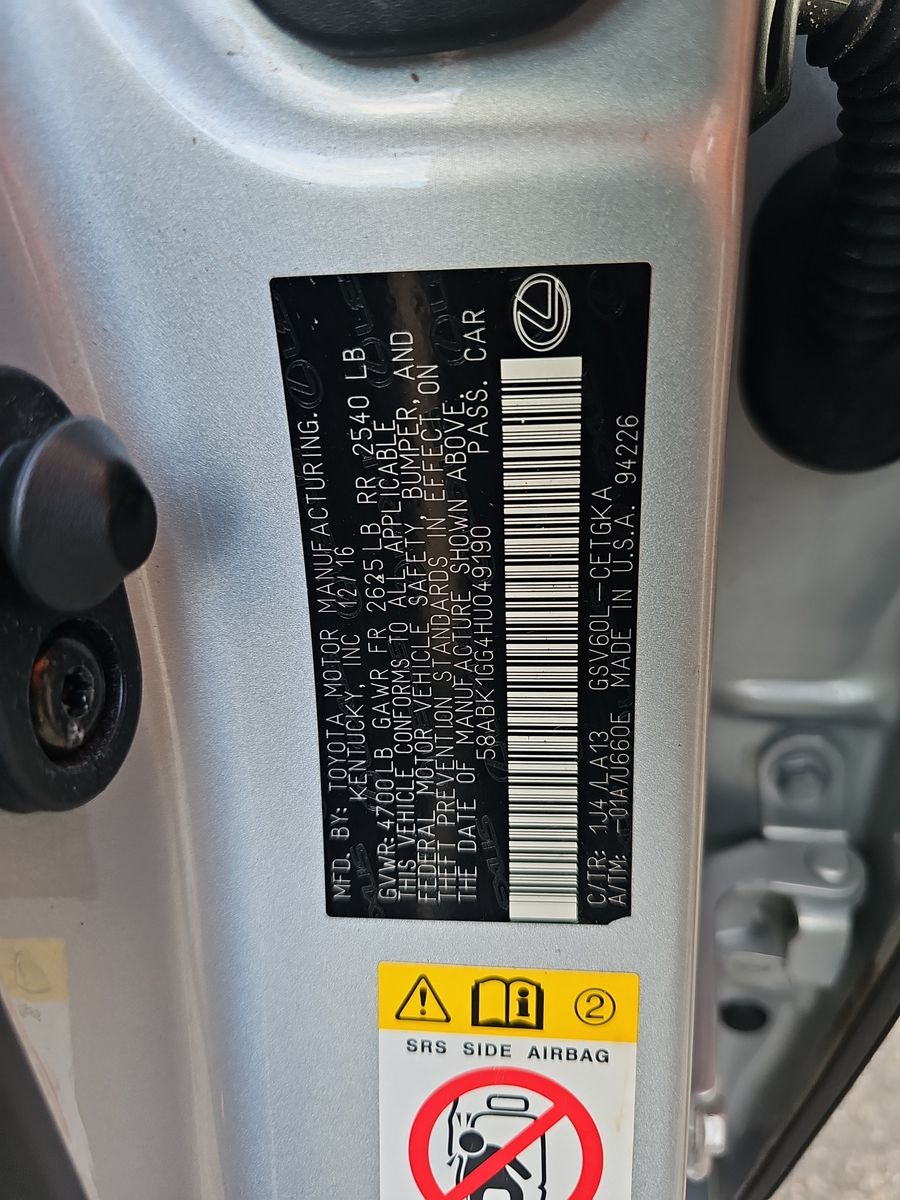 MFD. BY: TOYOTA MOTOR MANUFACTURING.
KENTUCKY, INC 12/16
GVWR: 4700LB GAWR FR 2625LB RR 2540 LB
THIS VEHICLE CONFORMS TO ALL APPLICABLE
FEDERAL MOTOR VEHICLE SAFETY, BUMPER, AND
THEFT PREVENTION STANDARDS IN EFFECT ON
THE DATE OF MANUFACTURE SHOWN ABOVE.
58ABK1GG4HU049190 PASS. CAR
C/TR: 1J4/LA13 GSV60L-CETGKA
A/TM: -01A/U660E MADE IN U.S.A. 94226
2
SRS SIDE AIRBAG